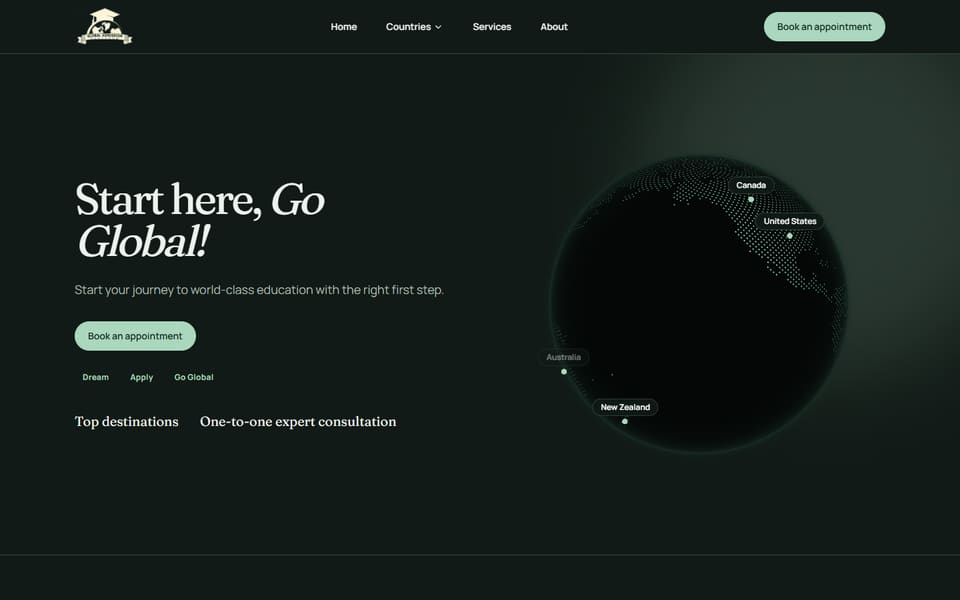 Home
Countries
Services
About
Book an appointment
Start here, Go
Global!
Start your journey to world-class education with the right first step.
Book an appointment
Dream
Apply
Go Global
Top destinations
One-to-one expert consultation
Canada
United States
Australia
New Zealand